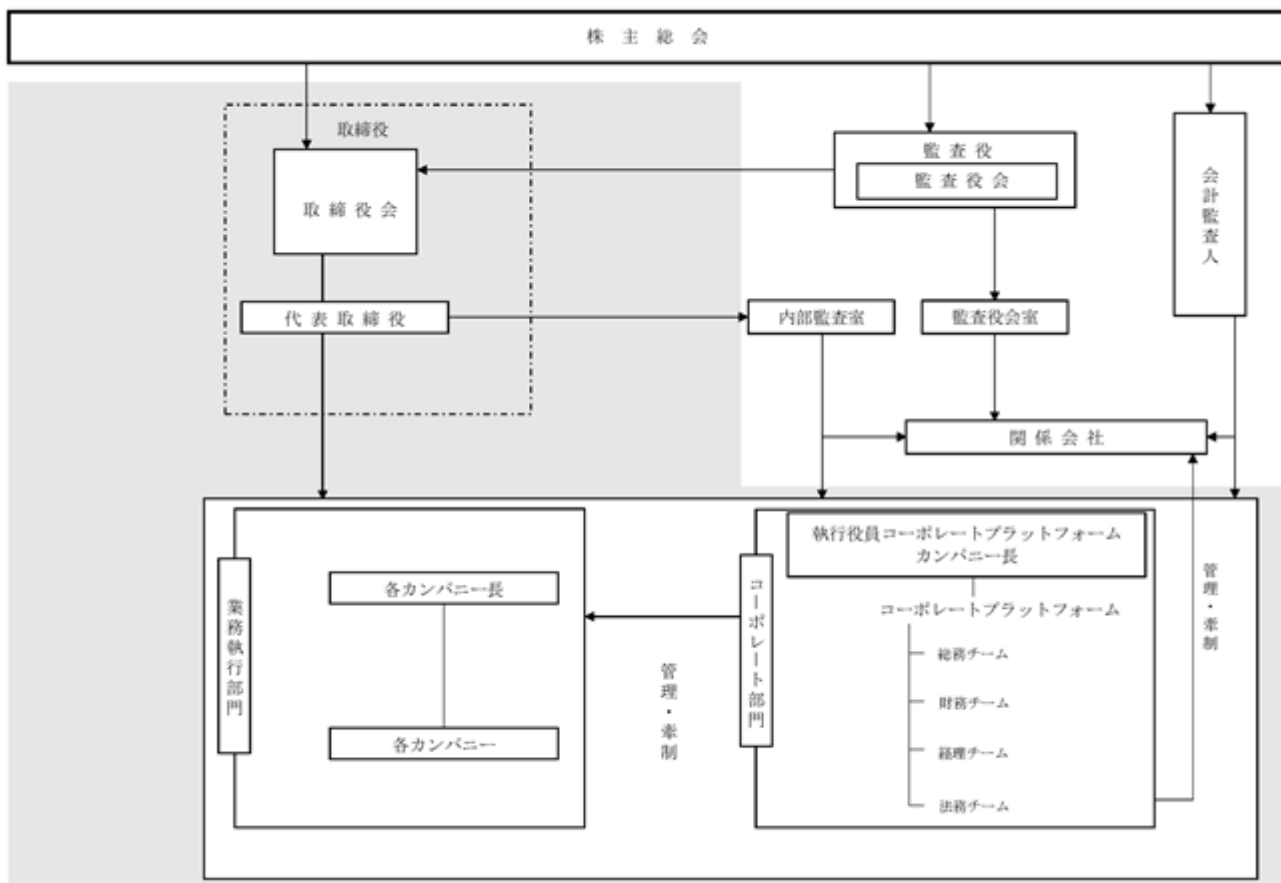 株主総会
取締役
取締役会
代表取締役
監査役
監査役会
会計監査人
内部監査室
監査役会室
関係会社
業務執行部門
各カンパニー長
各カンパニー
管理・牽制
コーポレート部門
執行役員コーポレートプラットフォーム
カンパニー長
コーポレートプラットフォーム
総務チーム
財務チーム
経理チーム
法務チーム
管理・牽制